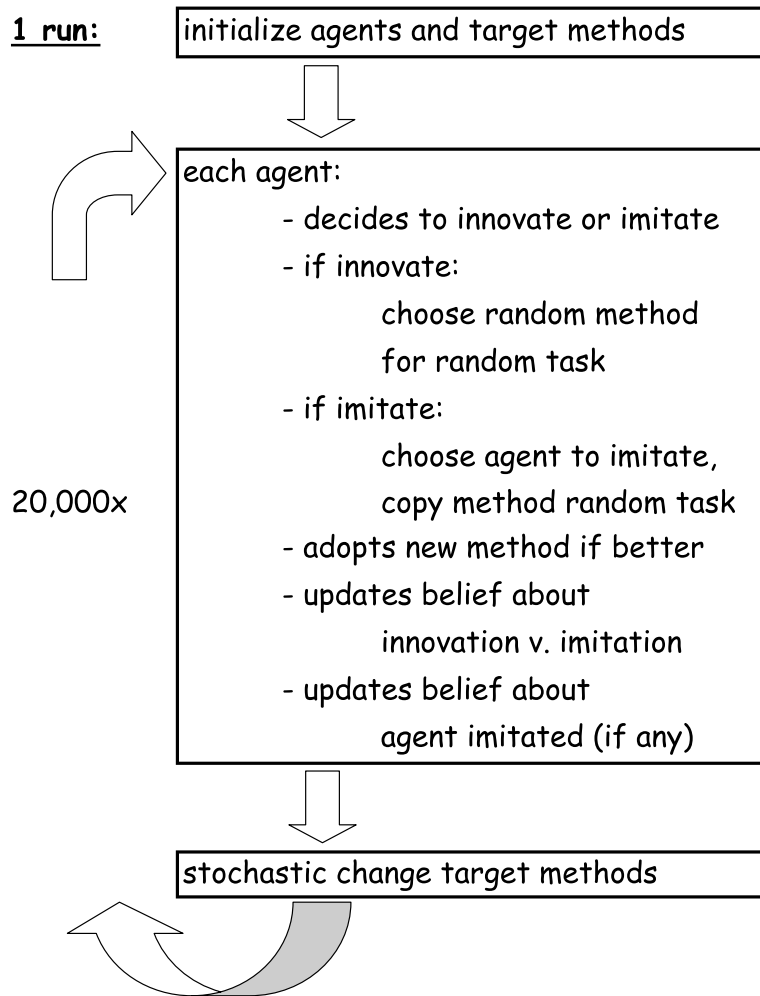 1 run:
initialize agents and target methods
each agent:
- decides to innovate or imitate
- if innovate:
choose random method
for random task
- if imitate:
choose agent to imitate,
copy method random task
20,000x
- adopts new method if better
- updates belief about
innovation v. imitation
- updates belief about
agent imitated (if any)
stochastic change target methods